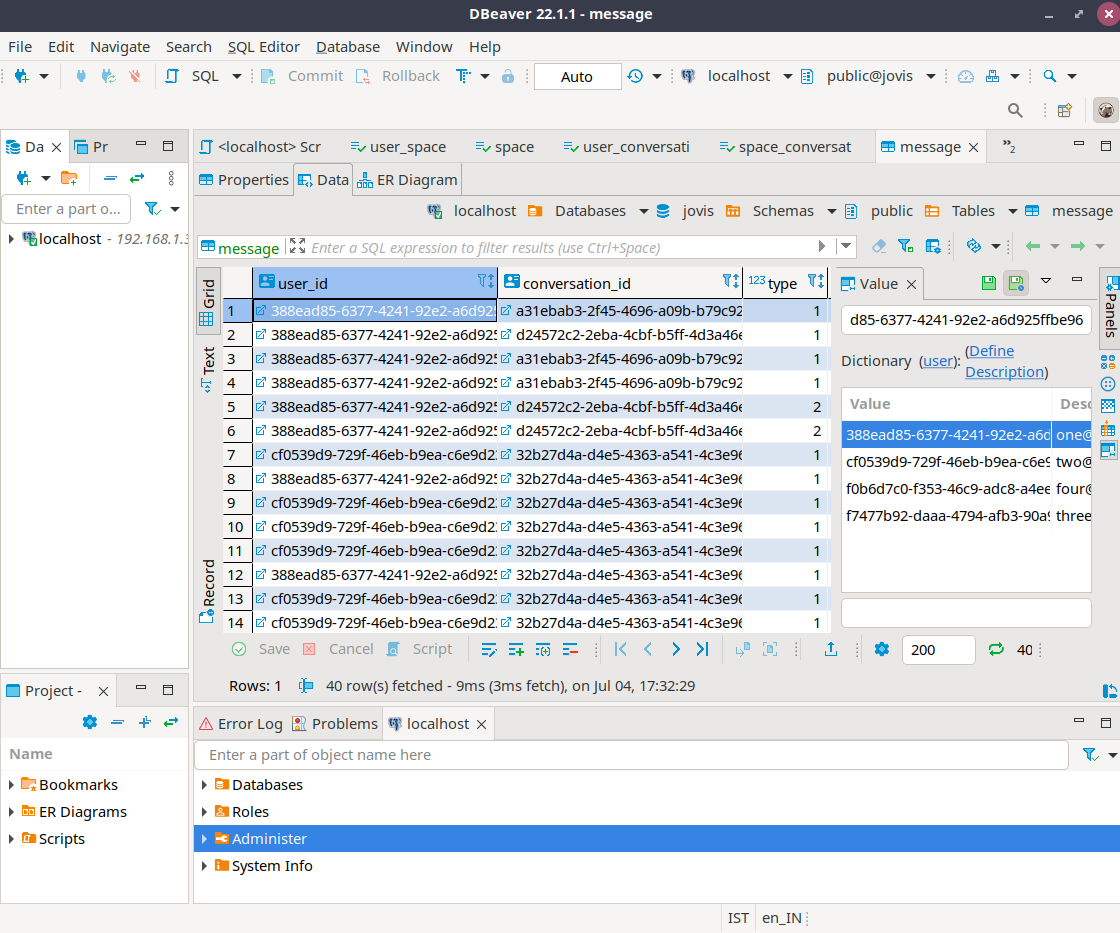 DBeaver 22.1.1 - message
File Edit Navigate Search SQL Editor Database Window Help
SQL Commit Rollback Auto localhost public@jovis
Da Pr
<localhost> Scr user_space space user_conversati space_conversat message »2
Properties Data ER Diagram
Enter a part o...
localhost Databases jovis Schemas public Tables message
localhost - 192.168.1.3
message Enter a SQL expression to filter results (use Ctrl+Space)
Grid
Text
Record
user_id conversation_id 123 type
1 388ead85-6377-4241-92e2-a6d925 a31ebab3-2f45-4696-a09b-b79c92 1
2 388ead85-6377-4241-92e2-a6d925 d24572c2-2eba-4cbf-b5ff-4d3a46e 1
3 388ead85-6377-4241-92e2-a6d925 a31ebab3-2f45-4696-a09b-b79c92 1
4 388ead85-6377-4241-92e2-a6d925 a31ebab3-2f45-4696-a09b-b79c92 1
5 388ead85-6377-4241-92e2-a6d925 d24572c2-2eba-4cbf-b5ff-4d3a46e 2
6 388ead85-6377-4241-92e2-a6d925 d24572c2-2eba-4cbf-b5ff-4d3a46e 2
7 cf0539d9-729f-46eb-b9ea-c6e9d2 32b27d4a-d4e5-4363-a541-4c3e96 1
8 388ead85-6377-4241-92e2-a6d925 32b27d4a-d4e5-4363-a541-4c3e96 1
9 cf0539d9-729f-46eb-b9ea-c6e9d2 32b27d4a-d4e5-4363-a541-4c3e96 1
10 cf0539d9-729f-46eb-b9ea-c6e9d2 32b27d4a-d4e5-4363-a541-4c3e96 1
11 cf0539d9-729f-46eb-b9ea-c6e9d2 32b27d4a-d4e5-4363-a541-4c3e96 1
12 388ead85-6377-4241-92e2-a6d925 32b27d4a-d4e5-4363-a541-4c3e96 1
13 cf0539d9-729f-46eb-b9ea-c6e9d2 32b27d4a-d4e5-4363-a541-4c3e96 1
14 cf0539d9-729f-46eb-b9ea-c6e9d2 32b27d4a-d4e5-4363-a541-4c3e96 1
Value
d85-6377-4241-92e2-a6d925ffbe96
Dictionary (user): (Define
Description)
Value Desc
388ead85-6377-4241-92e2-a6d one@
cf0539d9-729f-46eb-b9ea-c6e9 two@
f0b6d7c0-f353-46c9-adc8-a4ee four@
f7477b92-daaa-4794-afb3-90a9 three
Panels
Save Cancel Script 200 40
Rows: 1 40 row(s) fetched - 9ms (3ms fetch), on Jul 04, 17:32:29
Project -
Name
Bookmarks
ER Diagrams
Scripts
Error Log Problems localhost
Enter a part of object name here
Databases
Roles
Administer
System Info
IST en_IN